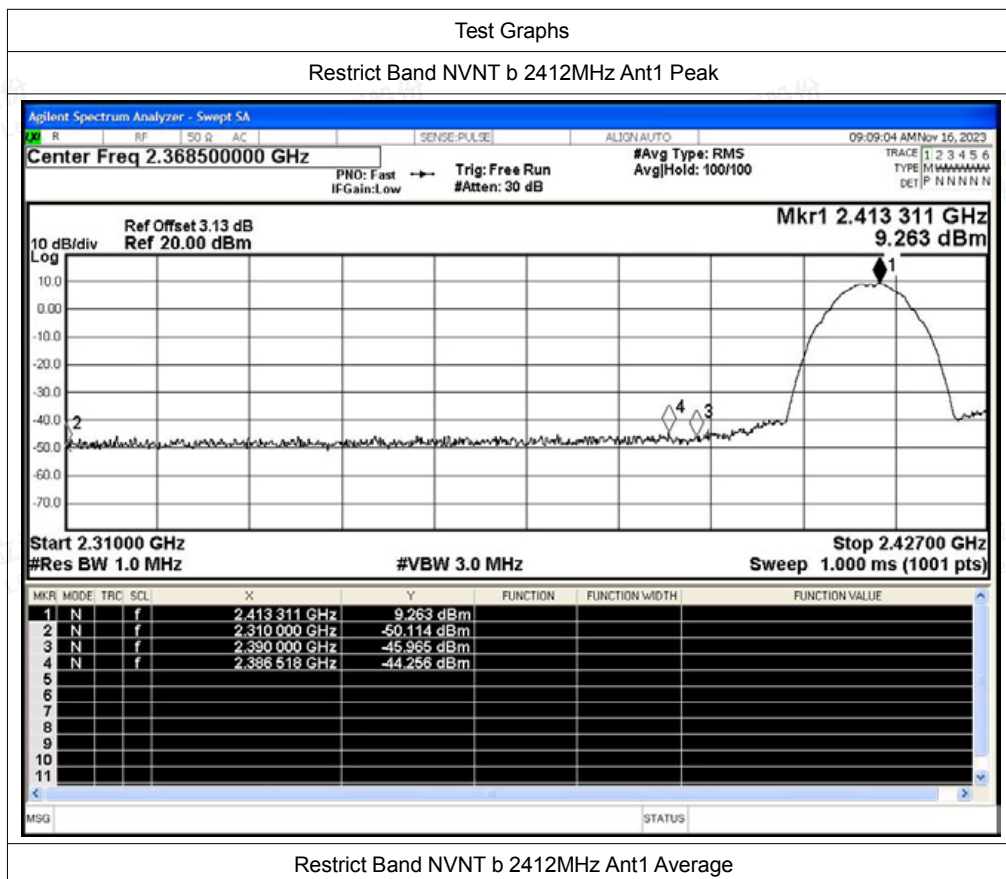 Test Graphs
Restrict Band NVNT b 2412MHz Ant1 Peak
Agilent Spectrum Analyzer - Swept SA
R RF 50 Ω AC SENSE:PULSE ALIGN AUTO 09:09:04 AM Nov 16, 2023
Center Freq 2.368500000 GHz #Avg Type: RMS TRACE 1 2 3 4 5 6
PNO: Fast Trig: Free Run Avg|Hold: 100/100 TYPE M WWWWW
IFGain:Low #Atten: 30 dB DET P N N N N N
Mkr1 2.413 311 GHz
9.263 dBm
Ref Offset 3.13 dB
10 dB/div Ref 20.00 dBm
Log
1
10.0
0.00
-10.0
-20.0
-30.0
-40.0
2 4 3
-50.0
-60.0
-70.0
Start 2.31000 GHz Stop 2.42700 GHz
#Res BW 1.0 MHz #VBW 3.0 MHz Sweep 1.000 ms (1001 pts)
MKR MODE TRC SCL X Y FUNCTION FUNCTION WIDTH FUNCTION VALUE
1 N f 2.413 311 GHz 9.263 dBm
2 N f 2.310 000 GHz -50.114 dBm
3 N f 2.390 000 GHz -45.965 dBm
4 N f 2.386 518 GHz -44.256 dBm
5
6
7
8
9
10
11
MSG STATUS
Restrict Band NVNT b 2412MHz Ant1 Average